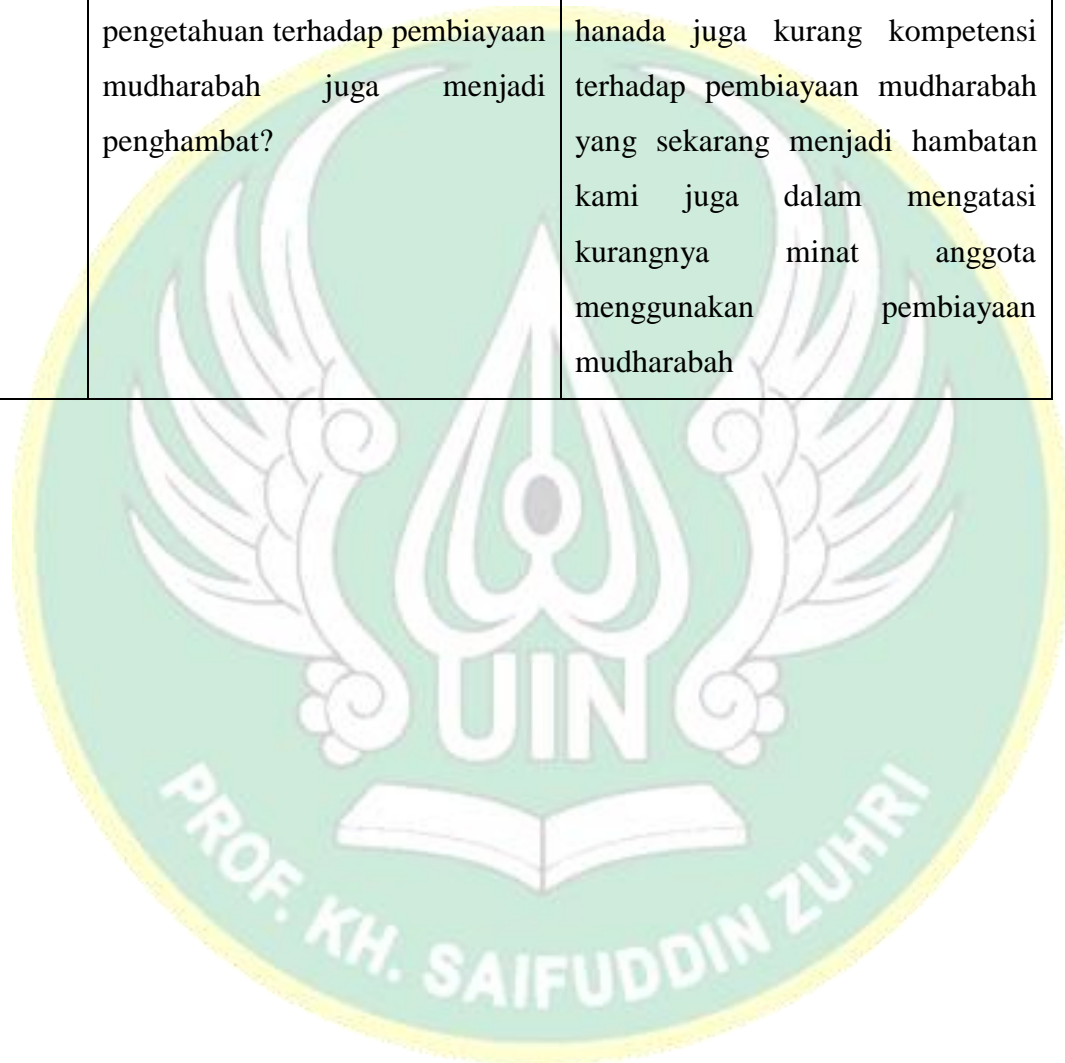 pengetahuan terhadap pembiayaan
mudharabah juga menjadi
penghambat?
hanada juga kurang kompetensi
terhadap pembiayaan mudharabah
yang sekarang menjadi hambatan
kami juga dalam mengatasi
kurangnya minat anggota
menggunakan pembiayaan
mudharabah
UIN
PROF. KH. SAIFUDDIN ZUHRI